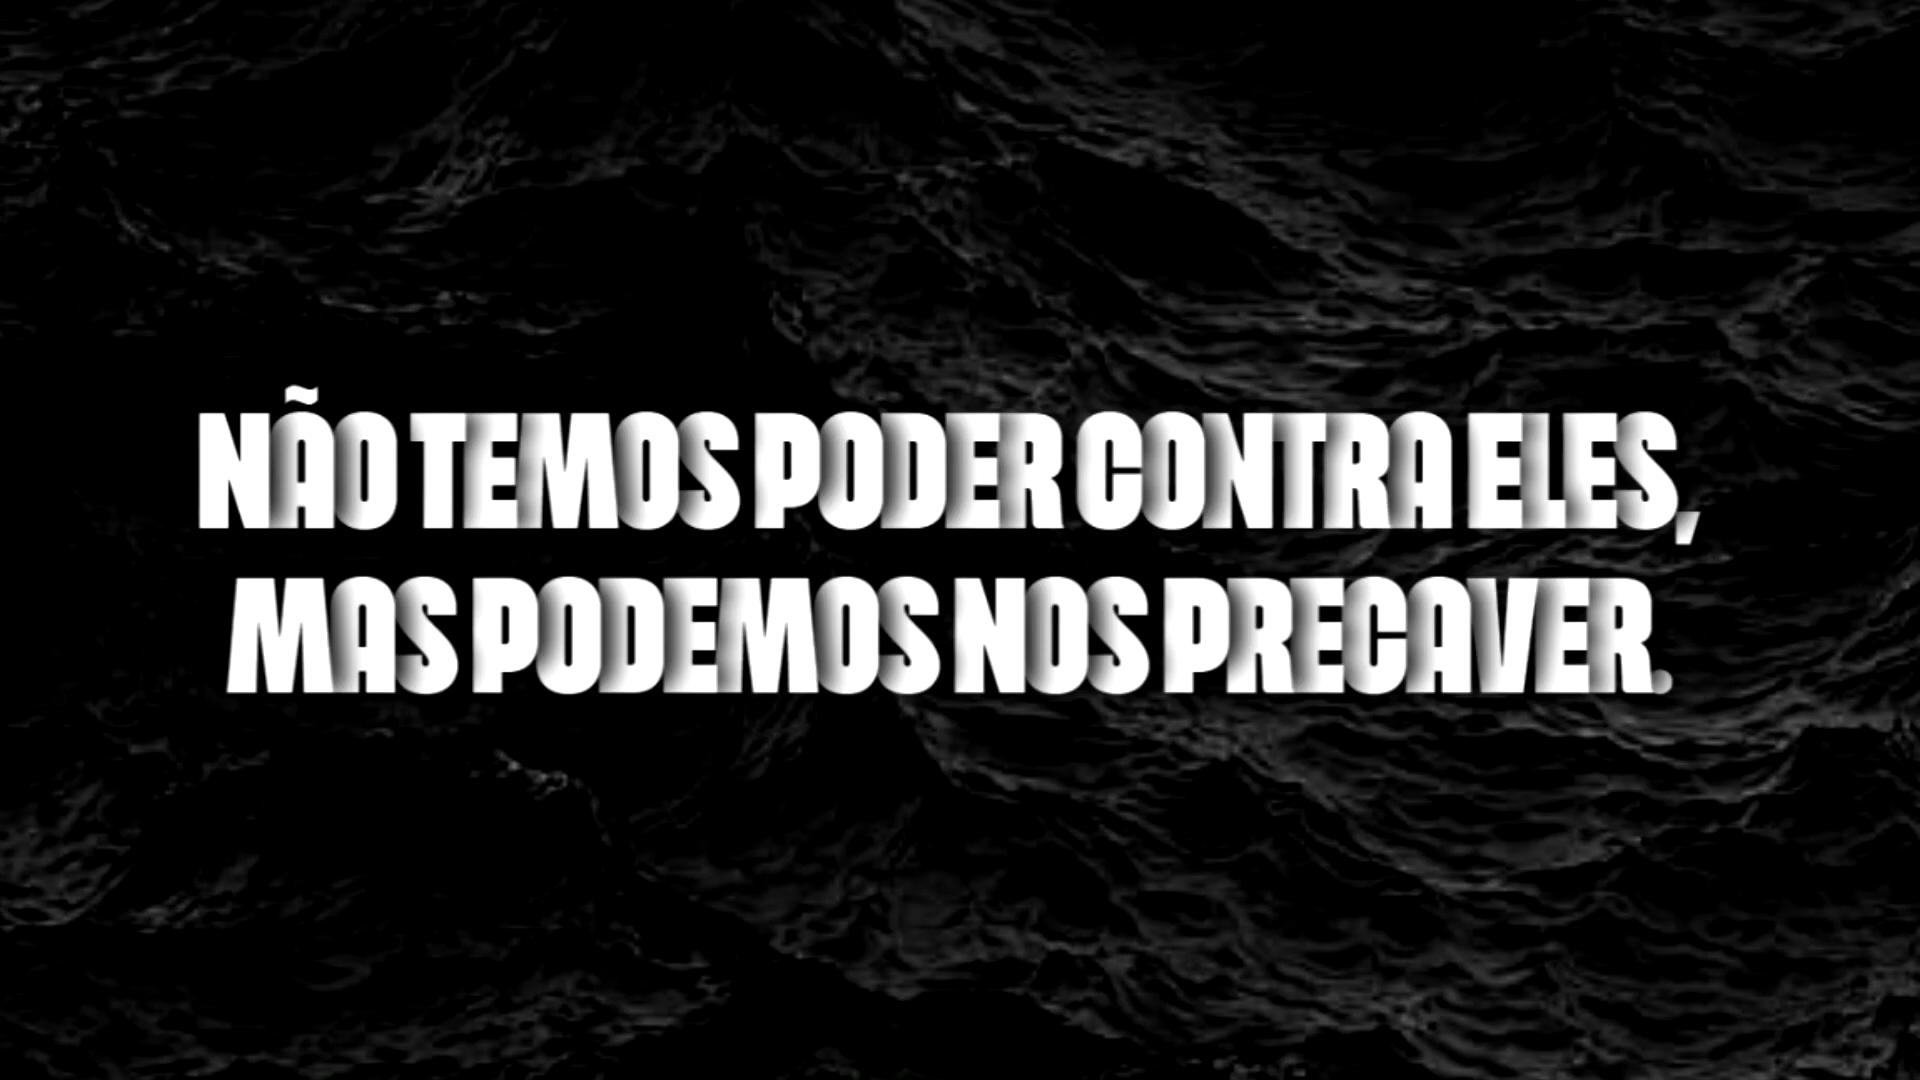 NÃO TEMOS PODER CONTRA ELES,
MAS PODEMOS NOS PRECAVER.